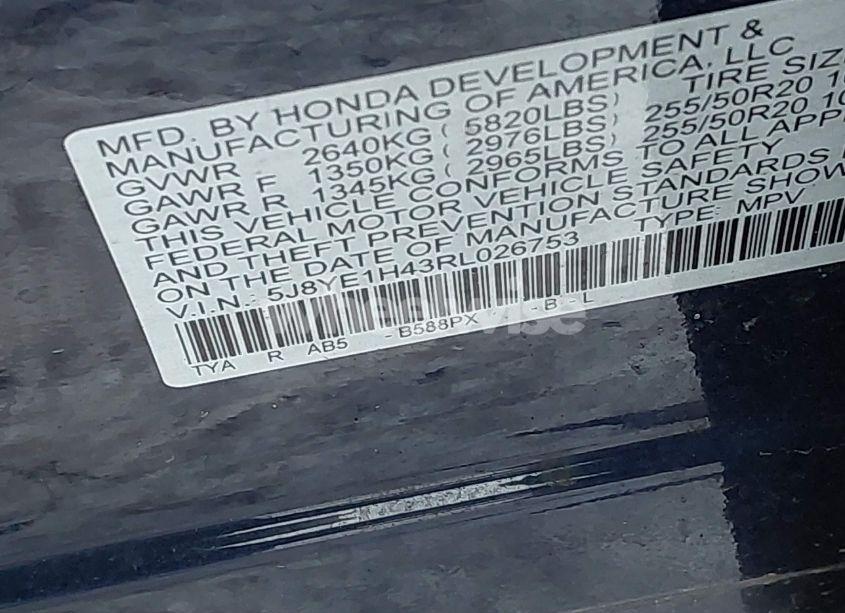 MFD. BY HONDA DEVELOPMENT &
MANUFACTURING OF AMERICA, LLC
TIRE SIZE
GVWR 2640KG ( 5820LBS)
GAWR F 1350KG ( 2976LBS) 255/50R20
GAWR R 1345KG ( 2965LBS) 255/50R20 10
THIS VEHICLE CONFORMS TO ALL
FEDERAL MOTOR VEHICLE SAFETY
AND THEFT PREVENTION STANDARDS
ON THE DATE OF MANUFACTURE SHOW
V.I.N.: 5J8YE1H43RL026753 TYPE: MPV
TYA R AB5 - B588PX - B - L